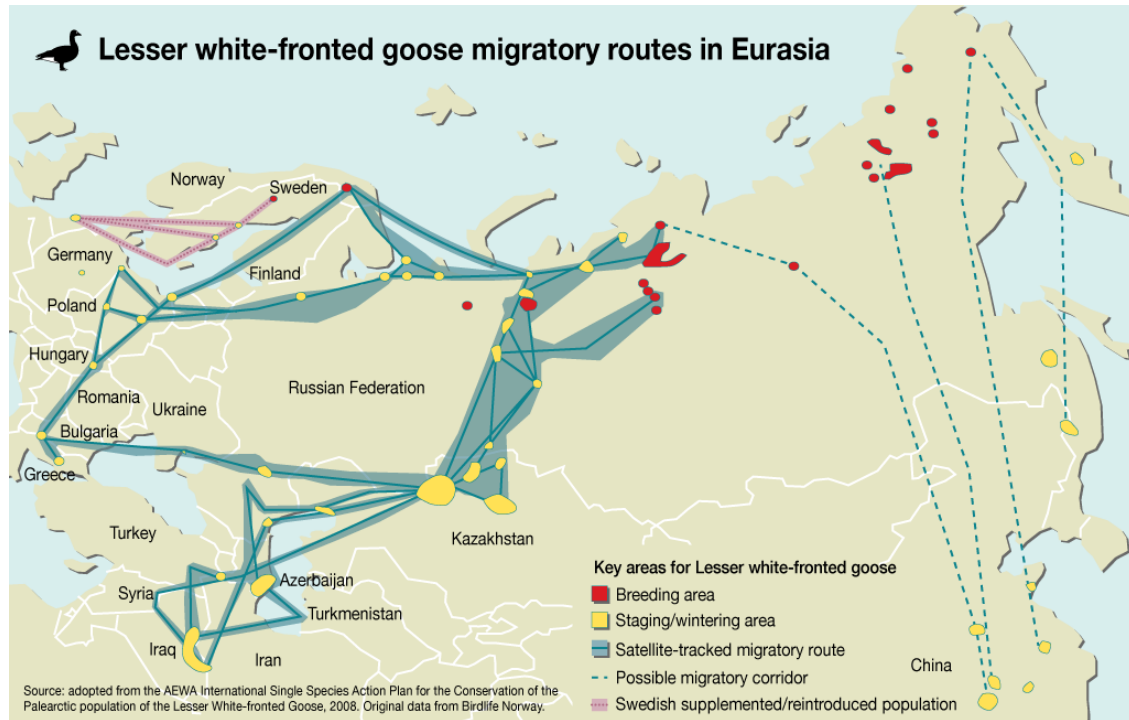 Lesser white-fronted goose migratory routes in Eurasia
Norway
Sweden
Germany
Finland
Poland
Hungary
Russian Federation
Romania
Ukraine
Bulgaria
Greece
Turkey
Kazakhstan
Azerbaijan
Syria
Turkmenistan
Iraq
Iran
China
Key areas for Lesser white-fronted goose
Breeding area
Staging/wintering area
Satellite-tracked migratory route
Possible migratory corridor
Swedish supplemented/reintroduced population
Source: adopted from the AEWA International Single Species Action Plan for the Conservation of the
Palearctic population of the Lesser White-fronted Goose, 2008. Original data from Birdlife Norway.